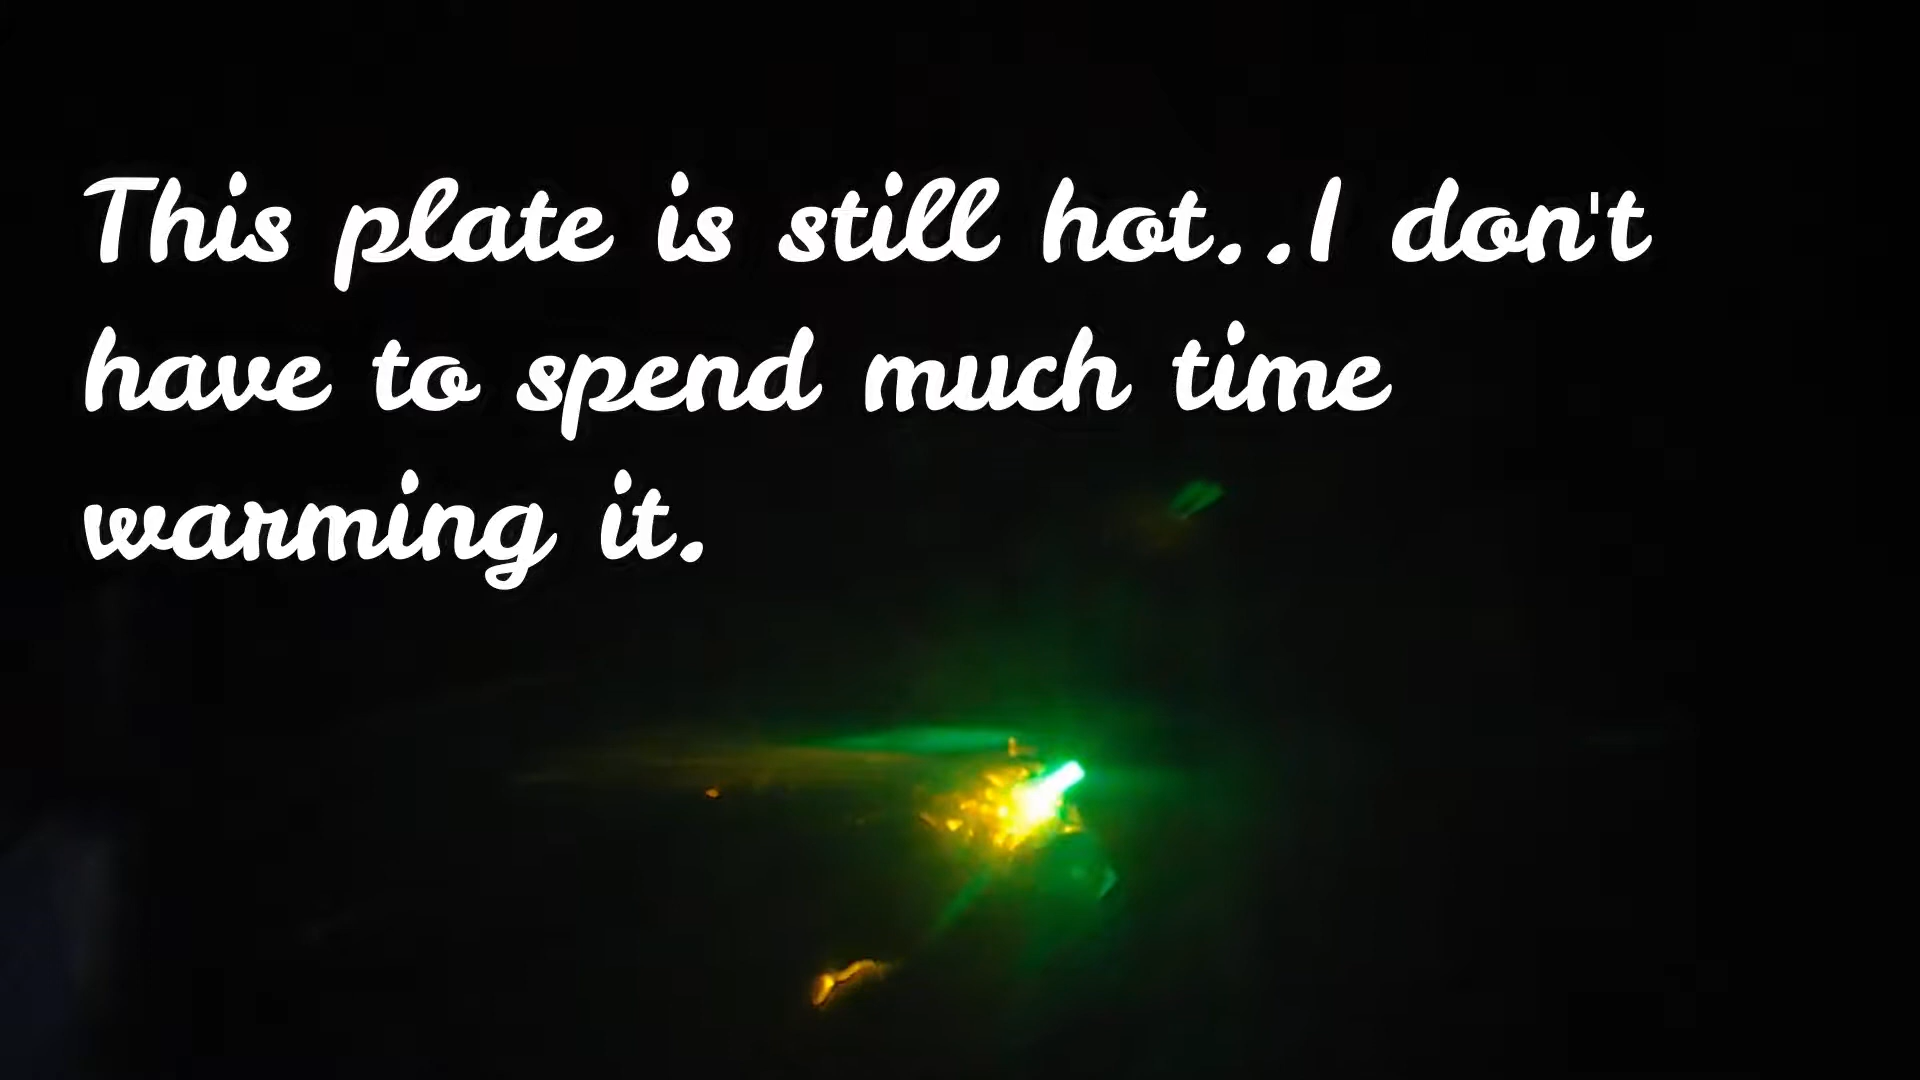 This plate is still hot..I don't
have to spend much time
warming it.